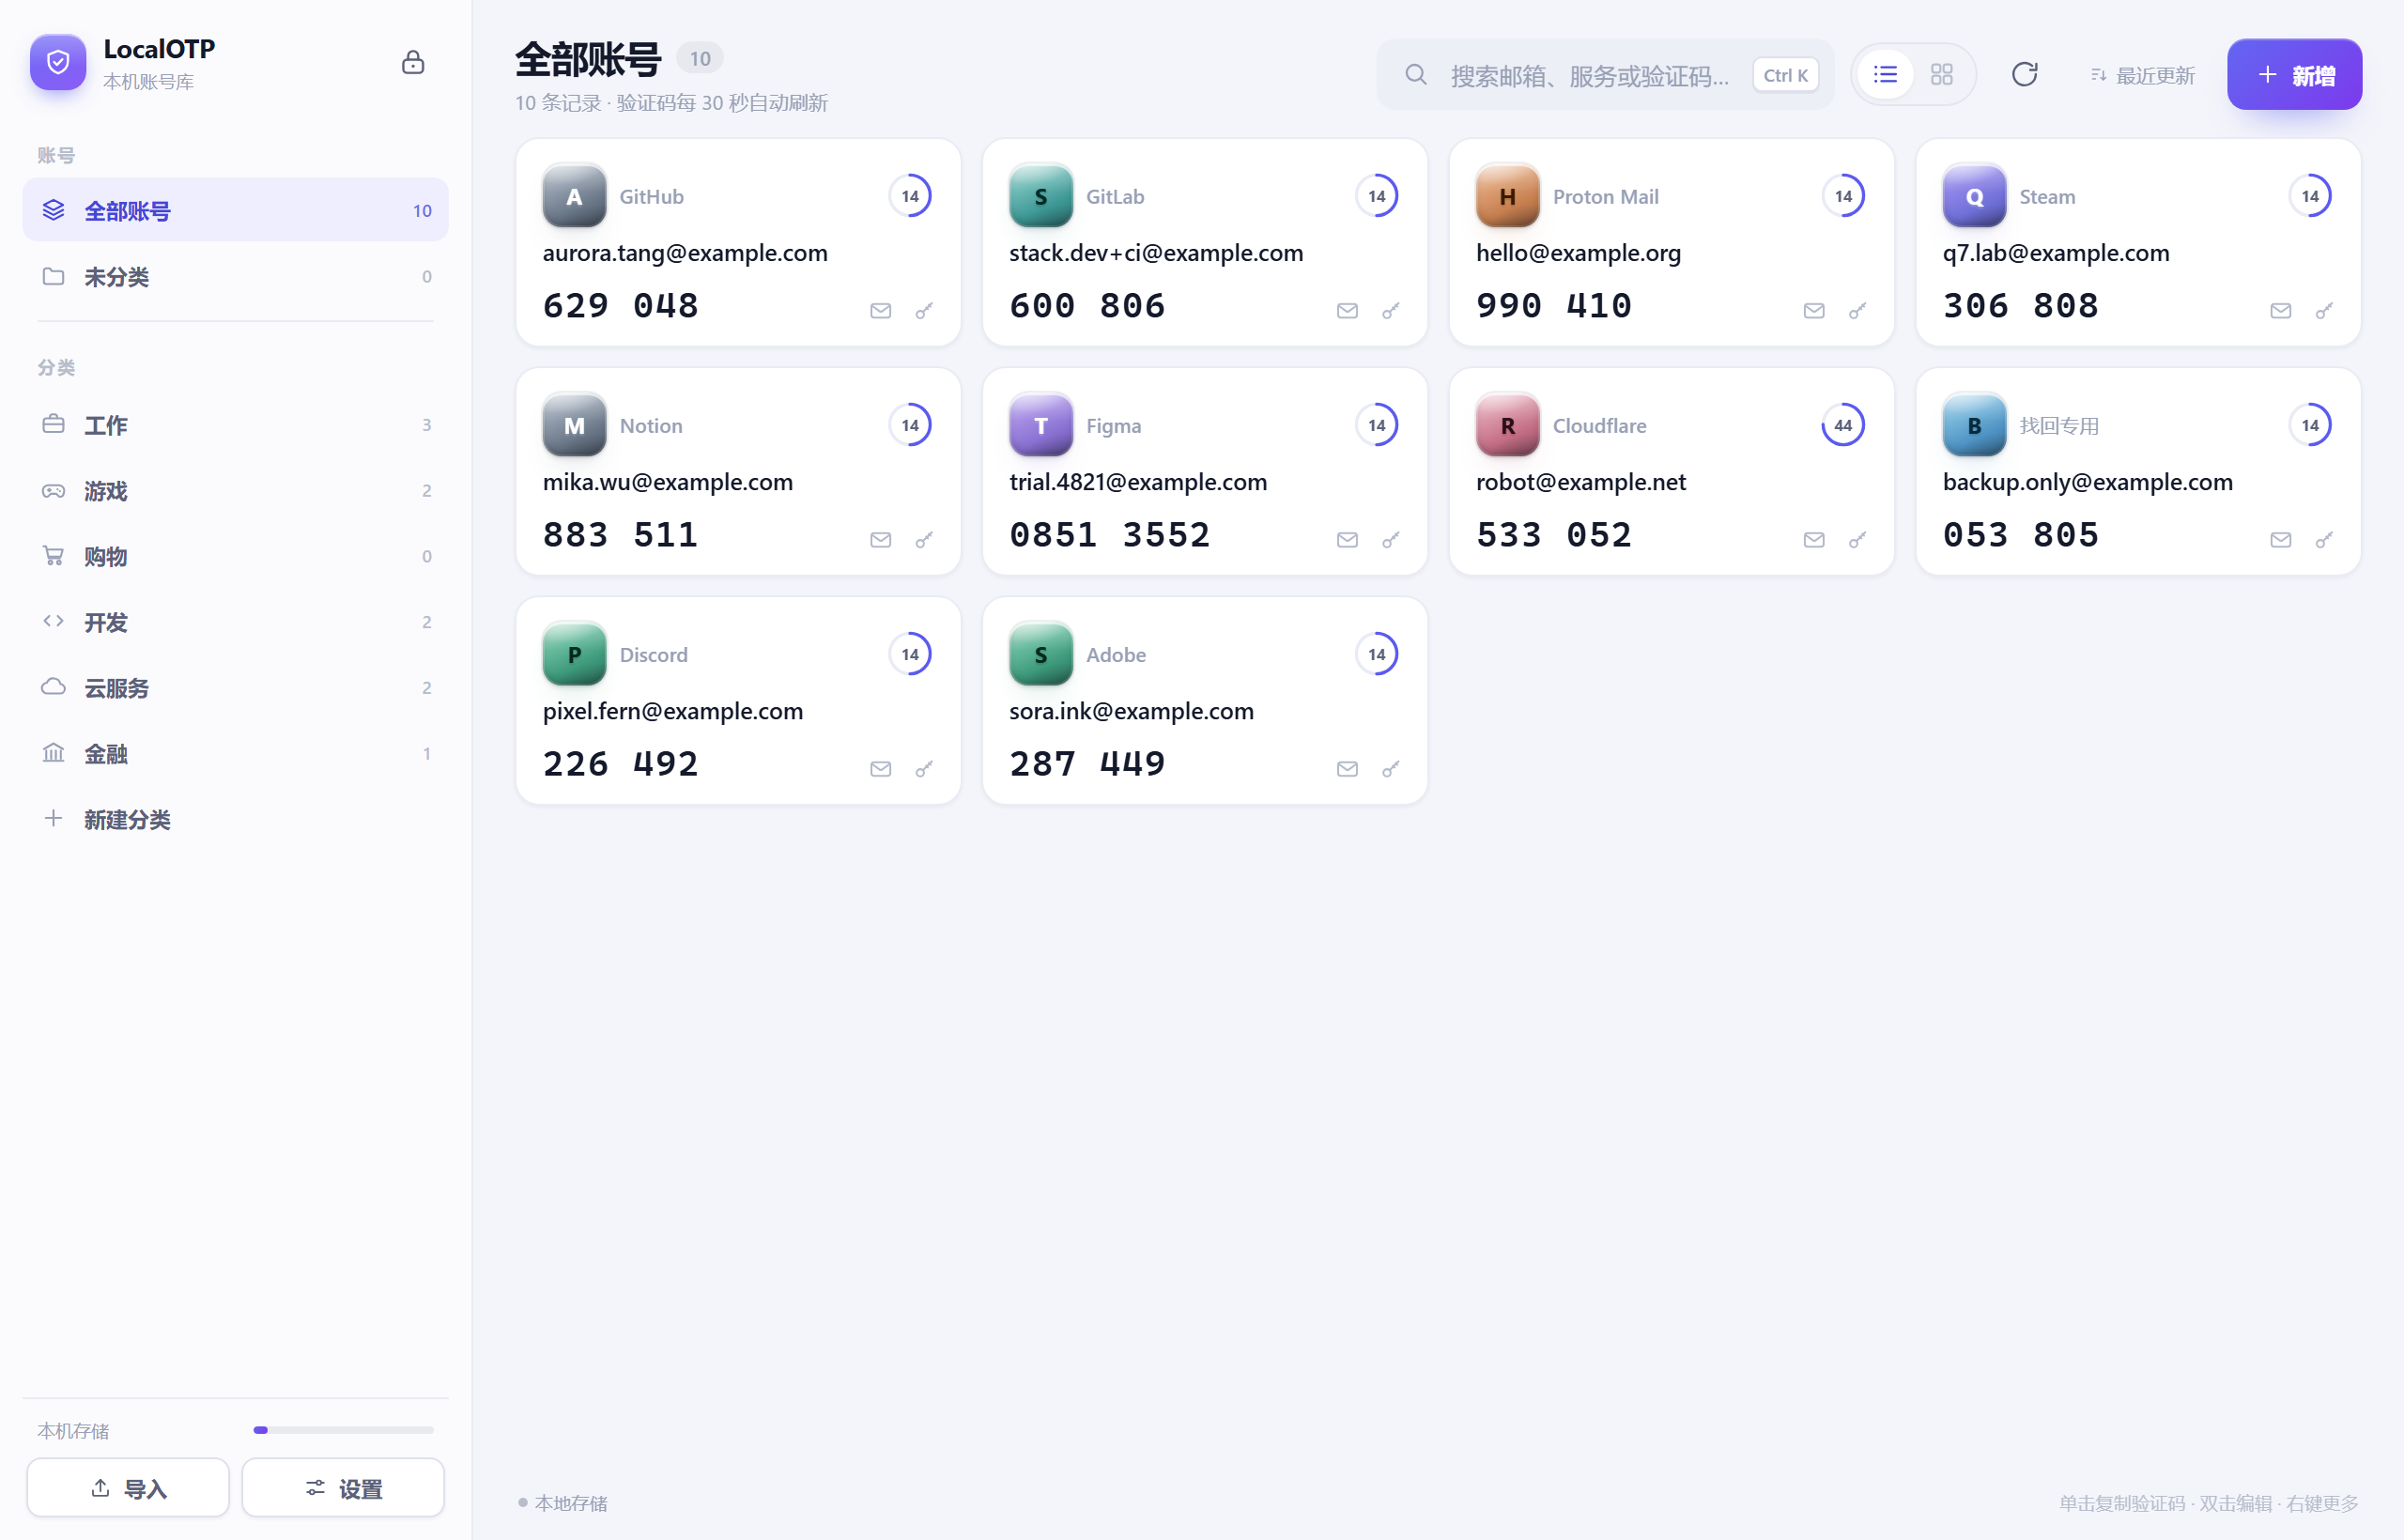 LocalOTP
本机账号库
账号
全部账号 10
未分类 0
分类
工作 3
游戏 2
购物 0
开发 2
云服务 2
金融 1
新建分类
本机存储
导入
设置
全部账号 10
10 条记录 · 验证码每 30 秒自动刷新
搜索邮箱、服务或验证码... Ctrl K
最近更新
新增
A GitHub 14
aurora.tang@example.com
629 048
S GitLab 14
stack.dev+ci@example.com
600 806
H Proton Mail 14
hello@example.org
990 410
Q Steam 14
q7.lab@example.com
306 808
M Notion 14
mika.wu@example.com
883 511
T Figma 14
trial.4821@example.com
0851 3552
R Cloudflare 44
robot@example.net
533 052
B 找回专用 14
backup.only@example.com
053 805
P Discord 14
pixel.fern@example.com
226 492
S Adobe 14
sora.ink@example.com
287 449
本地存储
单击复制验证码 · 双击编辑 · 右键更多